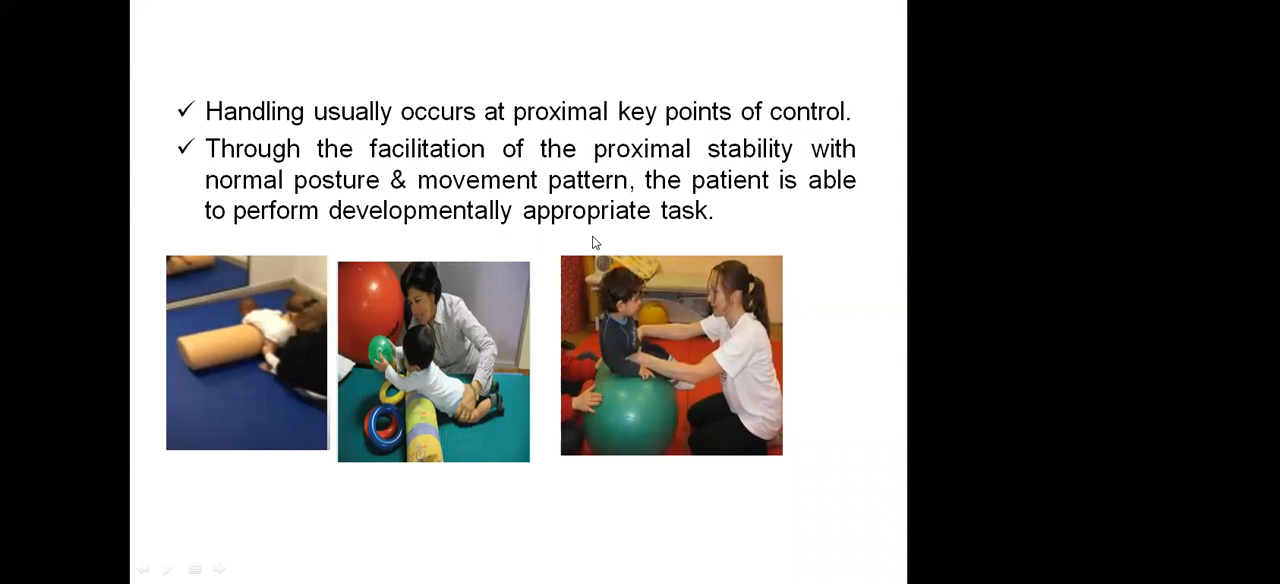 ✓ Handling usually occurs at proximal key points of control.
✓ Through the facilitation of the proximal stability with
normal posture & movement pattern, the patient is able
to perform developmentally appropriate task.